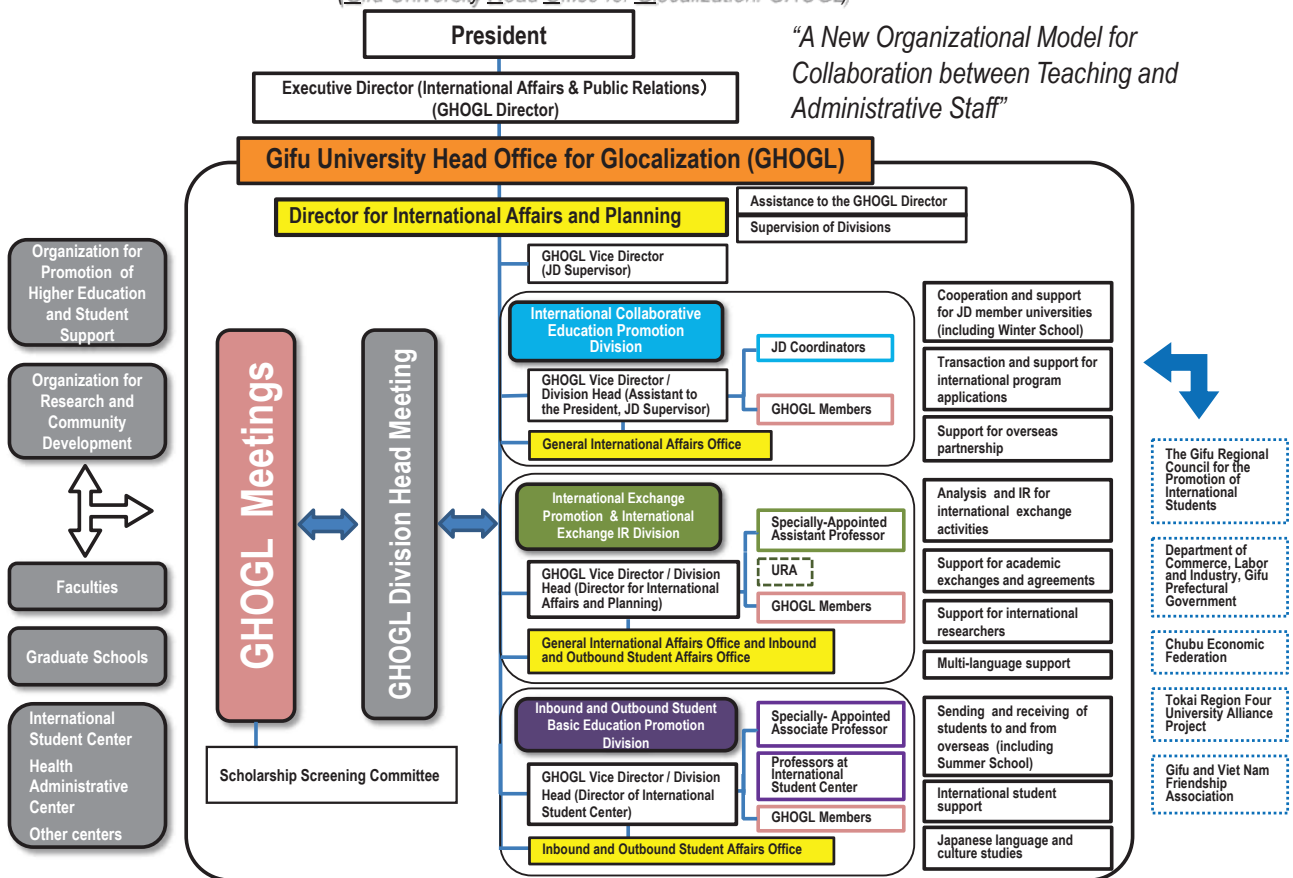 (Gifu University Head Office for Glocalization: GHOGL)
President
“A New Organizational Model for
Collaboration between Teaching and
Administrative Staff”
Executive Director (International Affairs & Public Relations）
(GHOGL Director)
Gifu University Head Office for Glocalization (GHOGL)
Director for International Affairs and Planning
Assistance to the GHOGL Director
Supervision of Divisions
Organization for
Promotion of
Higher Education
and Student
Support
Organization for
Research and
Community
Development
Faculties
Graduate Schools
International
Student Center
Health
Administrative
Center
Other centers
GHOGL Meetings
GHOGL Division Head Meeting
Scholarship Screening Committee
GHOGL Vice Director
(JD Supervisor)
International Collaborative
Education Promotion
Division
GHOGL Vice Director /
Division Head (Assistant to
the President, JD Supervisor)
General International Affairs Office
JD Coordinators
GHOGL Members
Cooperation and support
for JD member universities
(including Winter School)
Transaction and support for
international program
applications
Support for overseas
partnership
International Exchange
Promotion & International
Exchange IR Division
GHOGL Vice Director / Division
Head (Director for International
Affairs and Planning)
General International Affairs Office and Inbound
and Outbound Student Affairs Office
Specially-Appointed
Assistant Professor
URA
GHOGL Members
Analysis and IR for
international exchange
activities
Support for academic
exchanges and agreements
Support for international
researchers
Multi-language support
Inbound and Outbound Student
Basic Education Promotion
Division
GHOGL Vice Director / Division
Head (Director of International
Student Center)
Inbound and Outbound Student Affairs Office
Specially- Appointed
Associate Professor
Professors at
International
Student Center
GHOGL Members
Sending and receiving of
students to and from
overseas (including
Summer School)
International student
support
Japanese language and
culture studies
The Gifu Regional
Council for the
Promotion of
International
Students
Department of
Commerce, Labor
and Industry, Gifu
Prefectural
Government
Chubu Economic
Federation
Tokai Region Four
University Alliance
Project
Gifu and Viet Nam
Friendship
Association